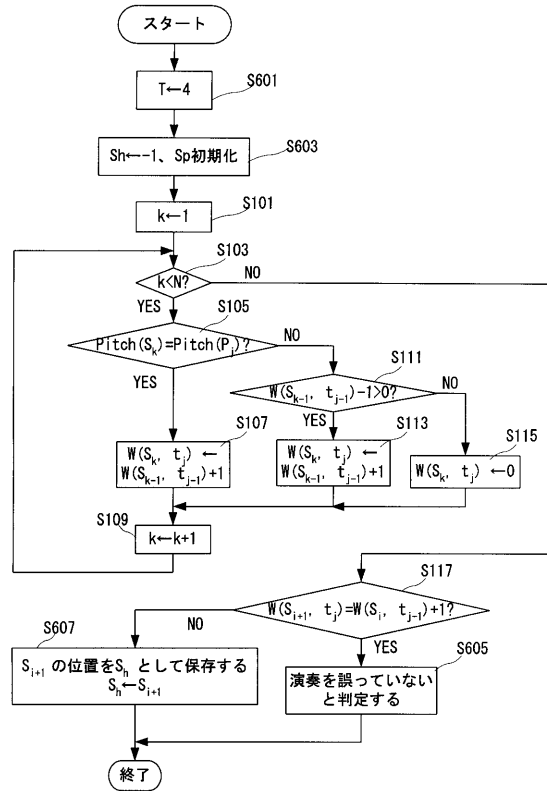 スタート
T←4
S601
Sh←-1、Sp初期化
S603
k←1
S101
k<N?
S103
NO
YES
Pitch(Sk)=Pitch(Pj)?
S105
NO
YES
W(Sk-1, tj-1)-1>0?
S111
NO
YES
W(Sk, tj) ←
W(Sk-1, tj-1)+1
S107
W(Sk, tj) ←
W(Sk-1, tj-1)+1
S113
W(Sk, tj) ←0
S115
k←k+1
S109
W(Si+1, tj)=W(Si, tj-1)+1?
S117
NO
YES
Si+1 の位置をSh として保存する
Sh←Si+1
S607
演奏を誤っていない
と判定する
S605
終了